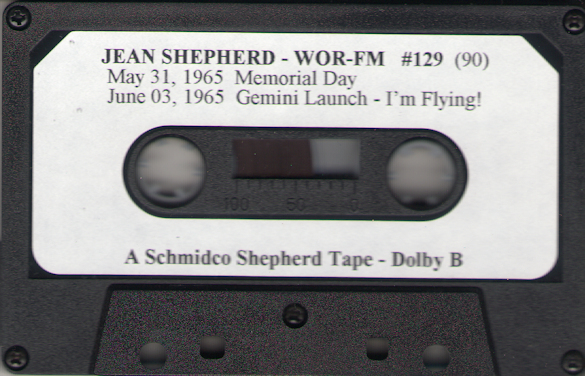 JEAN SHEPHERD - WOR-FM #129 (90)
May 31, 1965 Memorial Day
June 03, 1965 Gemini Launch - I'm Flying!
100 50 0
A Schmidco Shepherd Tape - Dolby B